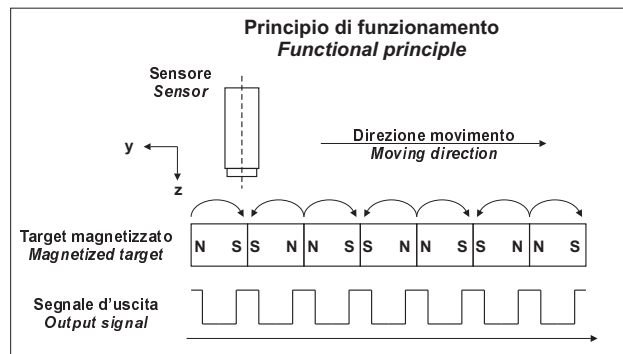 Principio di funzionamento
Functional principle
Sensore
Sensor
Direzione movimento
Moving direction
y
z
Target magnetizzato
Magnetized target
N S S N N S S N N S S N N S
Segnale d'uscita
Output signal